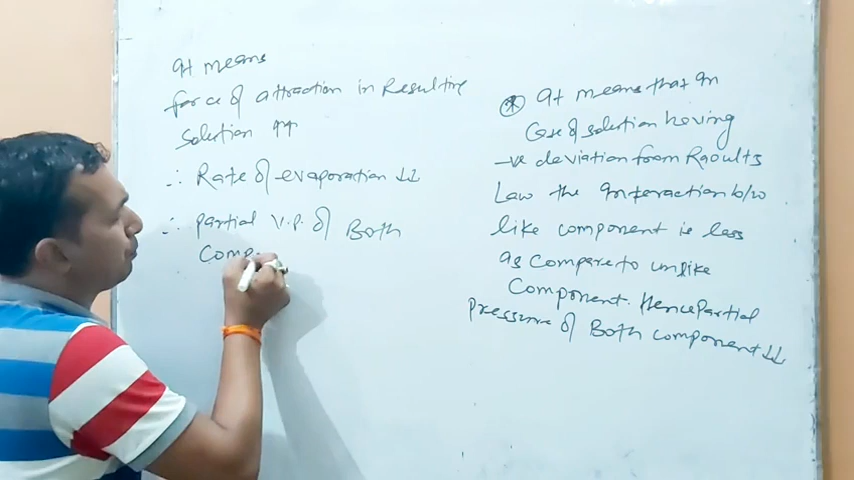 It means
force of attraction in Resulting
solution ↑↑
∴ Rate of evaporation ↓↓
∴ partial V.P. of Both
Comp
* It means that In
Case of solution having
-ve deviation from Raoults
Law the Interaction b/w
like component is less
as compare to unlike
component. Hence Partial
Pressure of Both component ↓↓